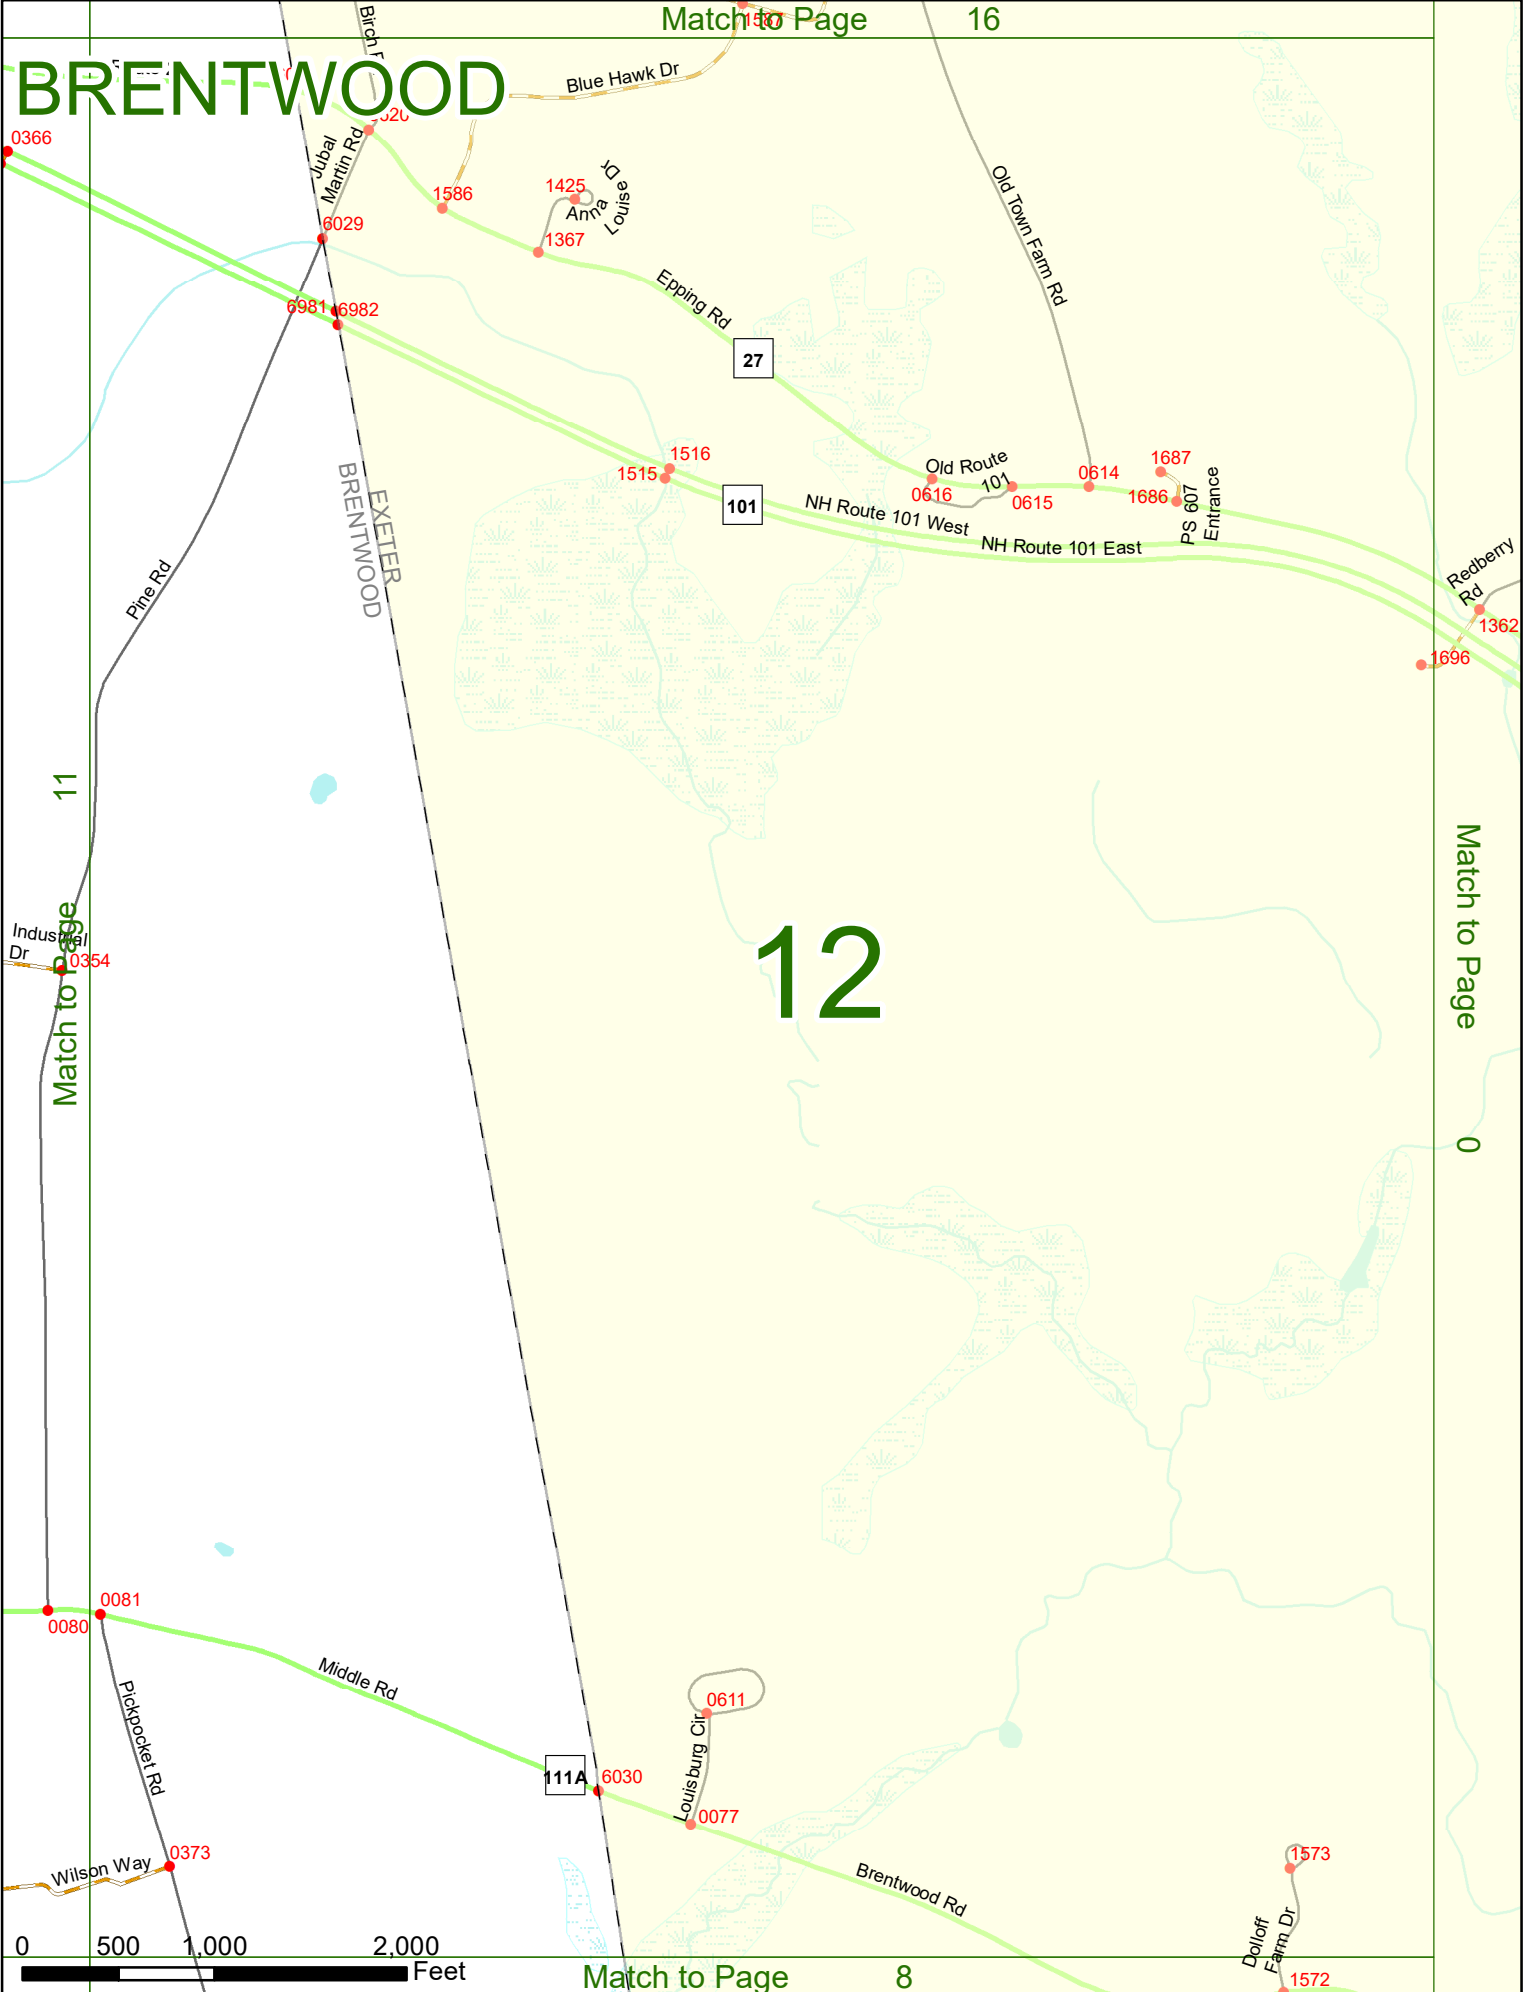 Match to Page 16
1587
Birch
BRENTWOOD
Blue Hawk Dr
0366
Jubal
Martin Rd
1586
1425
Anna
Louise Dr
6029
1367
Old Town Farm Rd
Epping Rd
6981
6982
27
1516
1515
101
Old Route
101
0616
0615
0614
1687
1686
PS 607
Entrance
NH Route 101 West
NH Route 101 East
EXETER
BRENTWOOD
Redberry
Rd
1362
1696
Pine Rd
Match to Page 11
Match to Page 0
Industrial
Dr
0354
12
0081
0080
Middle Rd
Pickpocket Rd
0611
Louisburg Cir
111A
6030
0077
0373
Wilson Way
Brentwood Rd
1573
Dolloff
Farm Dr
1572
0 500 1,000 2,000
Feet
Match to Page 8